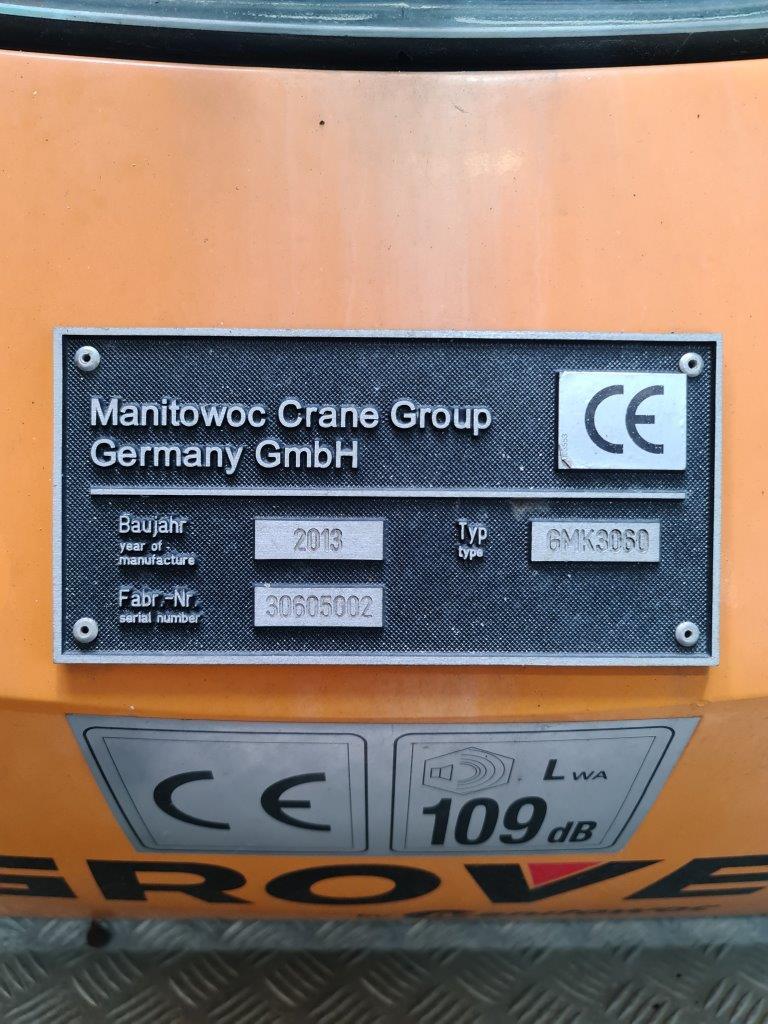 Manitowoc Crane Group
Germany GmbH
CE
Baujahr
year of
manufacture
2013
Typ
type
GMK3060
Fabr.-Nr.
serial number
30605002
CE
LWA
109 dB
GROVE